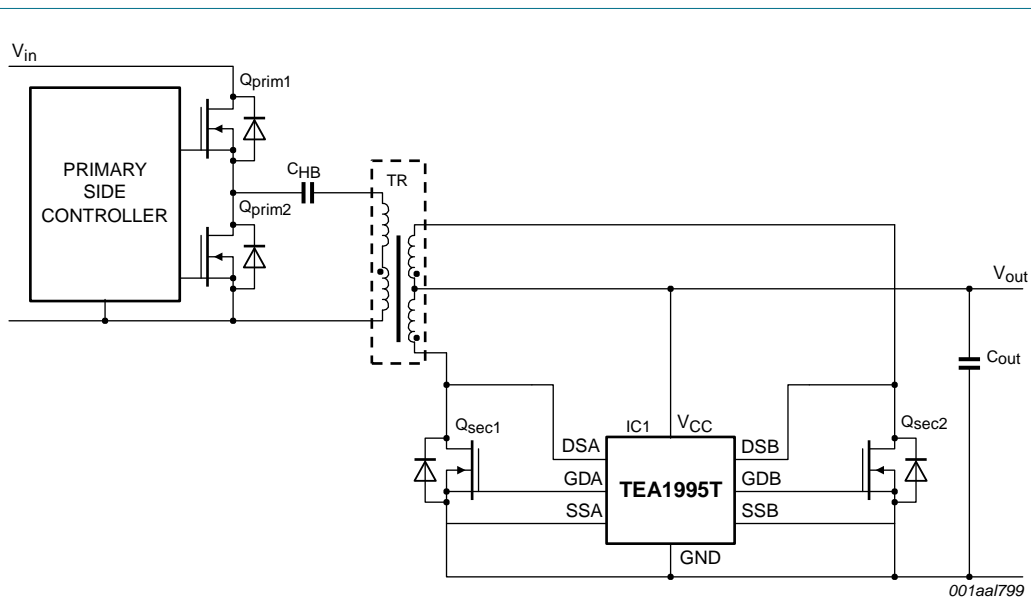 Vin
Qprim1
PRIMARY
SIDE
CONTROLLER
CHB
TR
Qprim2
Vout
Cout
Qsec1
IC1
VCC
Qsec2
DSA
DSB
GDA
TEA1995T
GDB
SSA
SSB
GND
001aal799